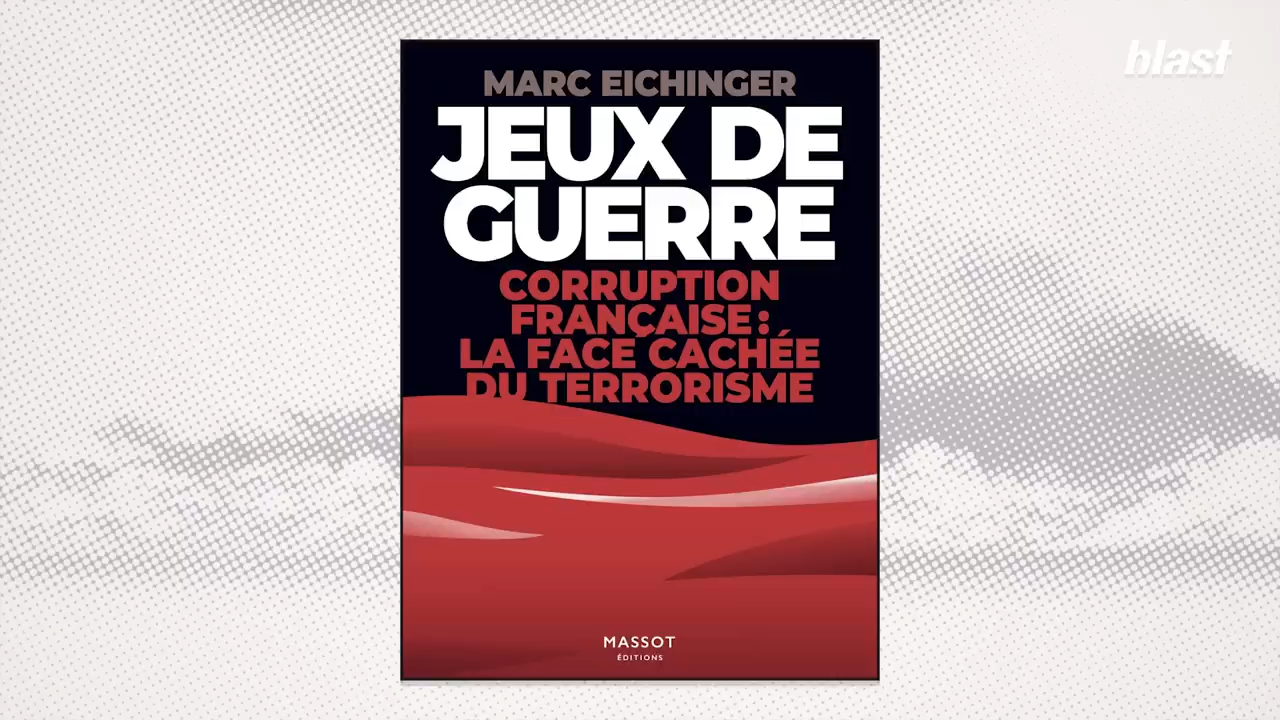 blast
MARC EICHINGER
JEUX DE
GUERRE
CORRUPTION
FRANÇAISE :
LA FACE CACHÉE
DU TERRORISME
MASSOT
ÉDITIONS